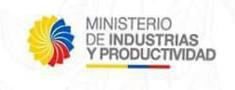 MINISTERIO
DE INDUSTRIAS
Y PRODUCTIVIDAD